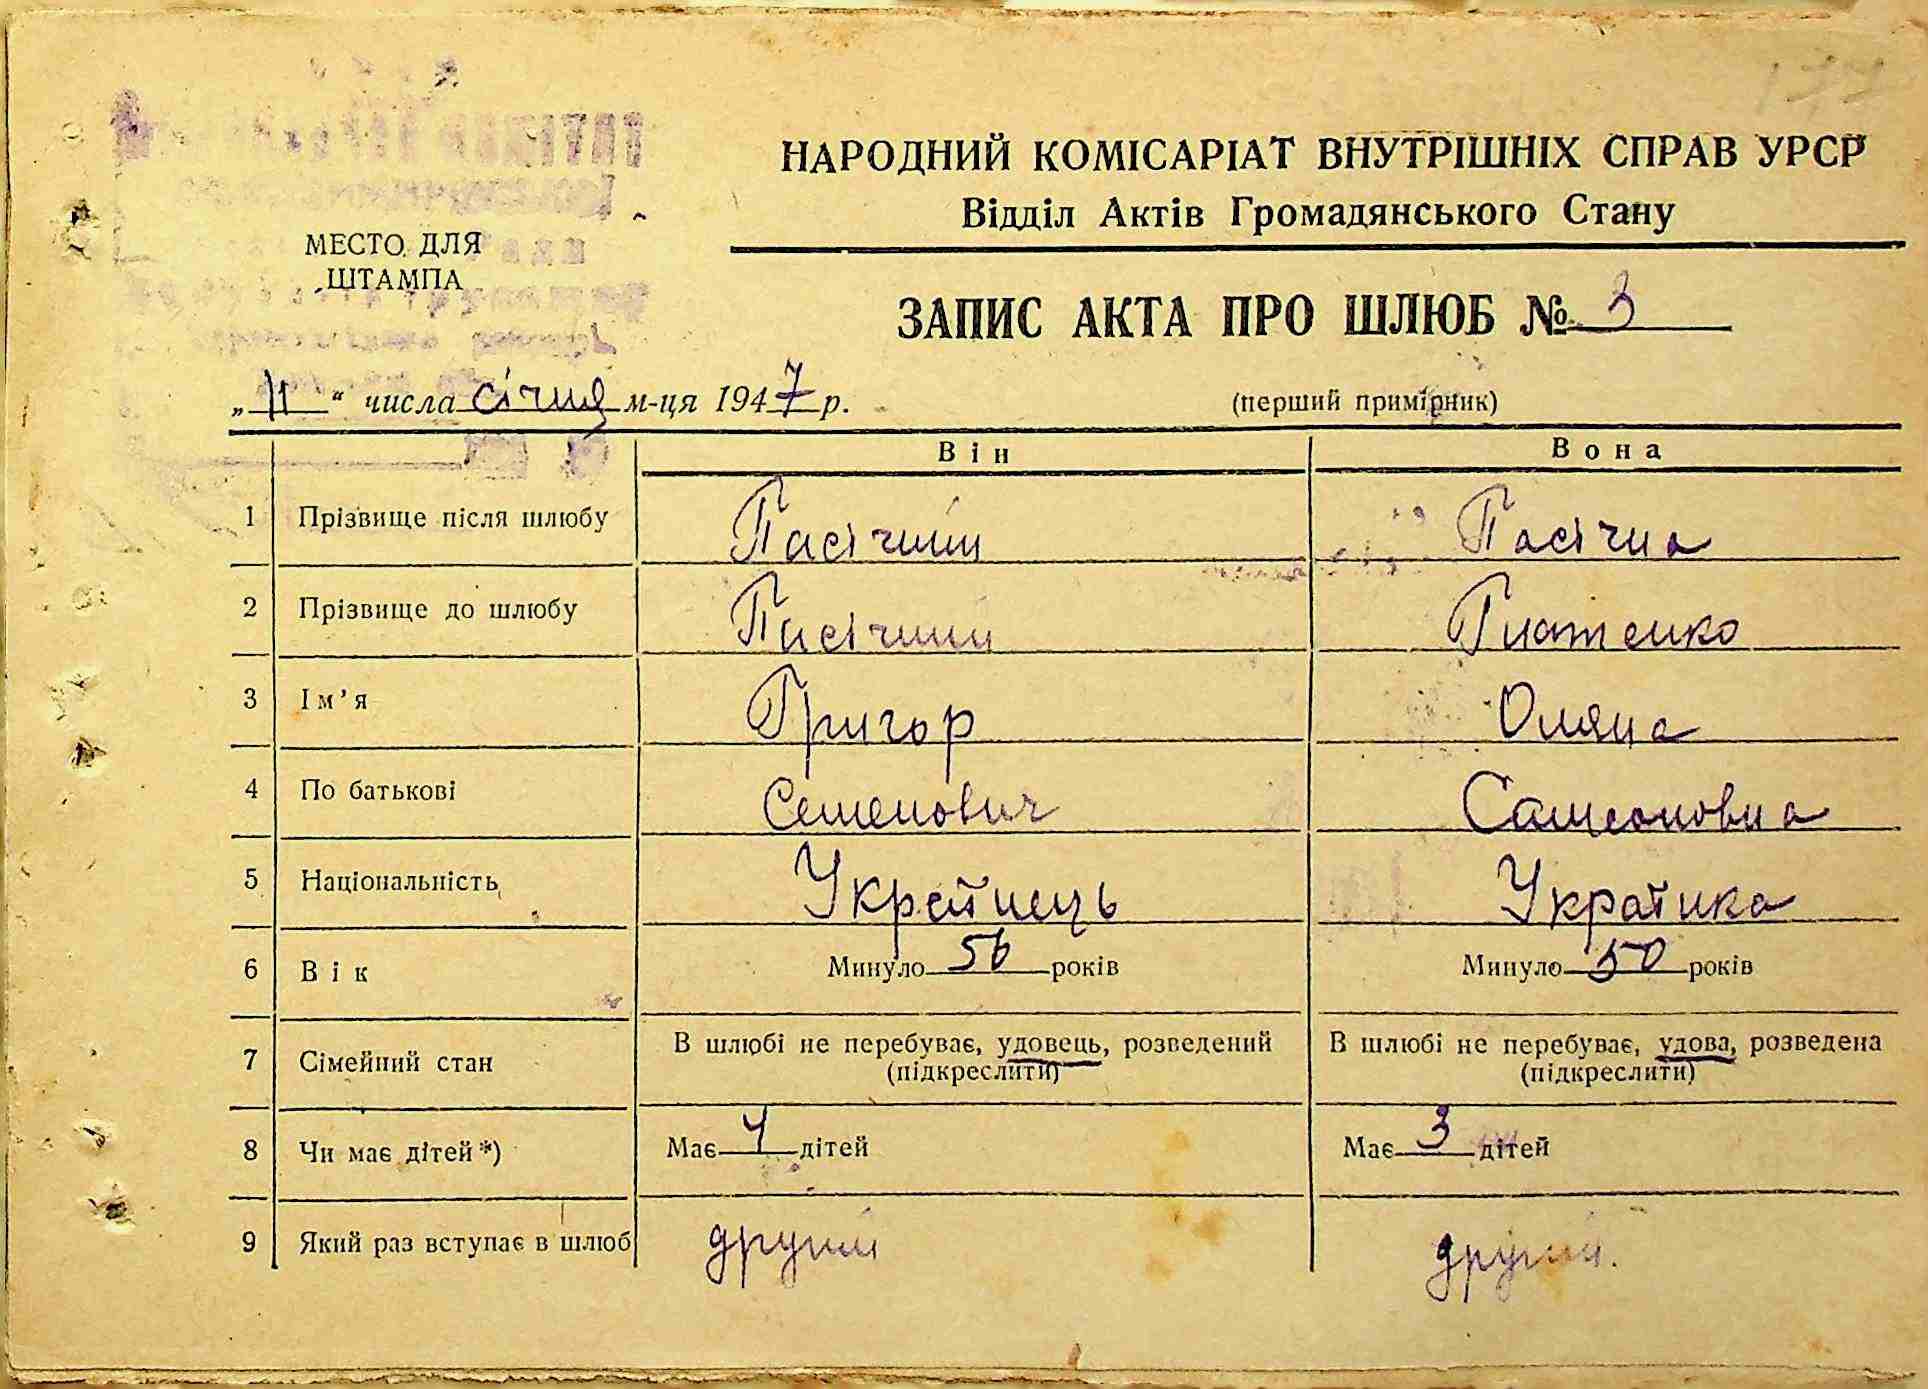 НАРОДНИЙ КОМІСАРІАТ ВНУТРІШНІХ СПРАВ УРСР
Відділ Актів Громадянського Стану
МЕСТО ДЛЯ
ШТАМПА
ЗАПИС АКТА ПРО ШЛЮБ № 3
„ 11 “ числа січня м-ця 1947 р.
(перший примірник)
Він Вона
1 Прізвище після шлюбу Пасічний Пасічна
2 Прізвище до шлюбу Пасічний Гнатенко
3 Ім’я Григор Оляна
4 По батькові Семенович Самсоновна
5 Національність Українець Українка
6 Вік Минуло 56 років Минуло 50 років
7 Сімейний стан В шлюбі не перебуває, удовець, розведений (підкреслити) В шлюбі не перебуває, удова, розведена (підкреслити)
8 Чи має дітей*) Має 4 дітей Має 3 дітей
9 Який раз вступає в шлюб другий другий.